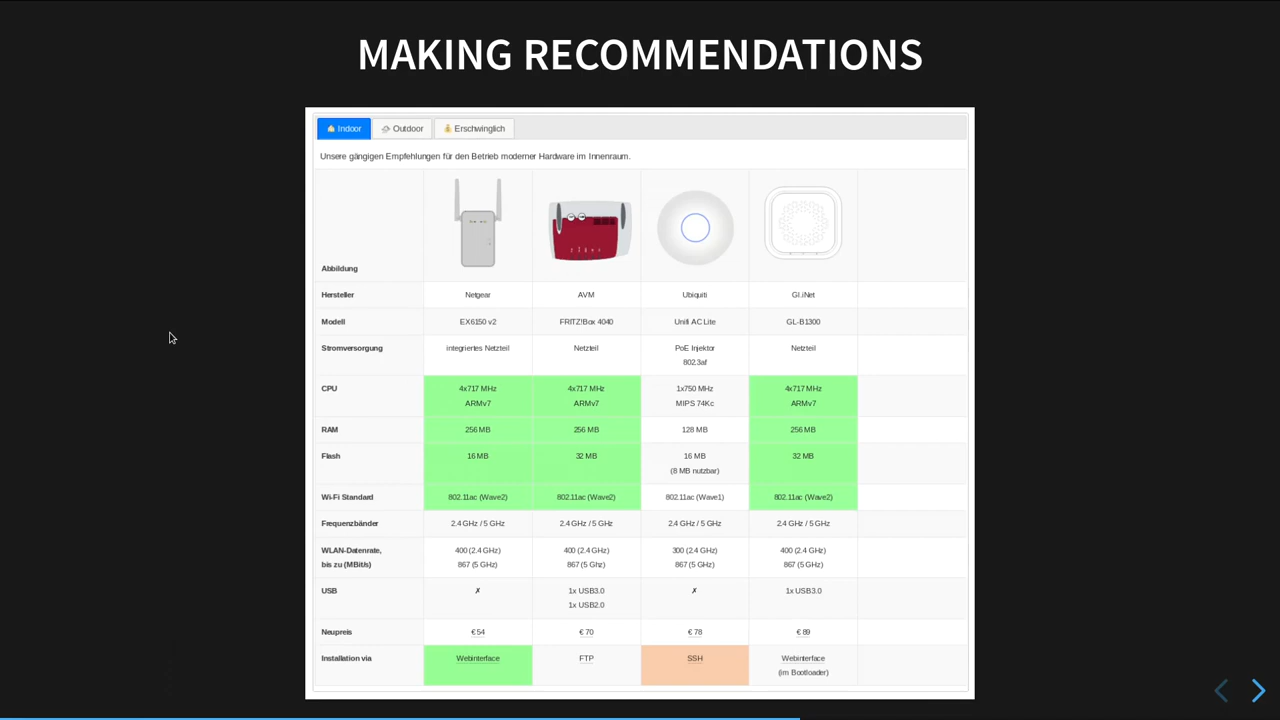 MAKING RECOMMENDATIONS
Indoor Outdoor Erschwinglich
Unsere gängigen Empfehlungen für den Betrieb moderner Hardware im Innenraum.
Abbildung
Hersteller Netgear AVM Ubiquiti Gl.iNet
Modell EX6150 v2 FRITZ!Box 4040 Unifi AC Lite GL-B1300
Stromversorgung integriertes Netzteil Netzteil PoE Injektor Netzteil
802.3af
CPU 4x717 MHz 4x717 MHz 1x750 MHz 4x717 MHz
ARMv7 ARMv7 MIPS 74Kc ARMv7
RAM 256 MB 256 MB 128 MB 256 MB
Flash 16 MB 32 MB 16 MB 32 MB
(8 MB nutzbar)
Wi-Fi Standard 802.11ac (Wave2) 802.11ac (Wave2) 802.11ac (Wave1) 802.11ac (Wave2)
Frequenzbänder 2.4 GHz / 5 GHz 2.4 GHz / 5 GHz 2.4 GHz / 5 GHz 2.4 GHz / 5 GHz
WLAN-Datenrate, 400 (2.4 GHz) 400 (2.4 GHz) 300 (2.4 GHz) 400 (2.4 GHz)
bis zu (MBit/s) 867 (5 GHz) 867 (5 Ghz) 867 (5 GHz) 867 (5 GHz)
USB ✗ 1x USB3.0 ✗ 1x USB3.0
1x USB2.0
Neupreis € 54 € 70 € 78 € 89
Installation via Webinterface FTP SSH Webinterface
(im Bootloader)